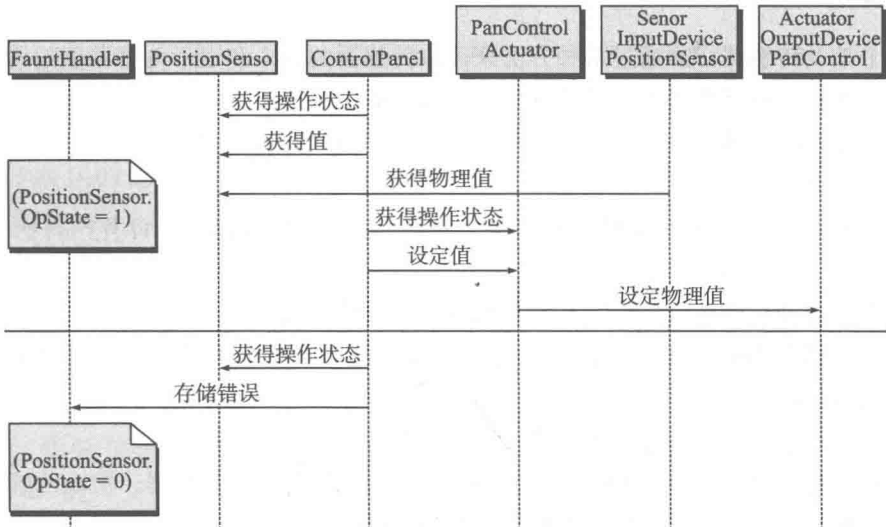 FauntHandler
PositionSenso
ControlPanel
PanControl
Actuator
Senor
InputDevice
PositionSensor
Actuator
OutputDevice
PanControl
获得操作状态
获得值
(PositionSensor.
OpState = 1)
获得物理值
获得操作状态
设定值
设定物理值
获得操作状态
存储错误
(PositionSensor.
OpState = 0)